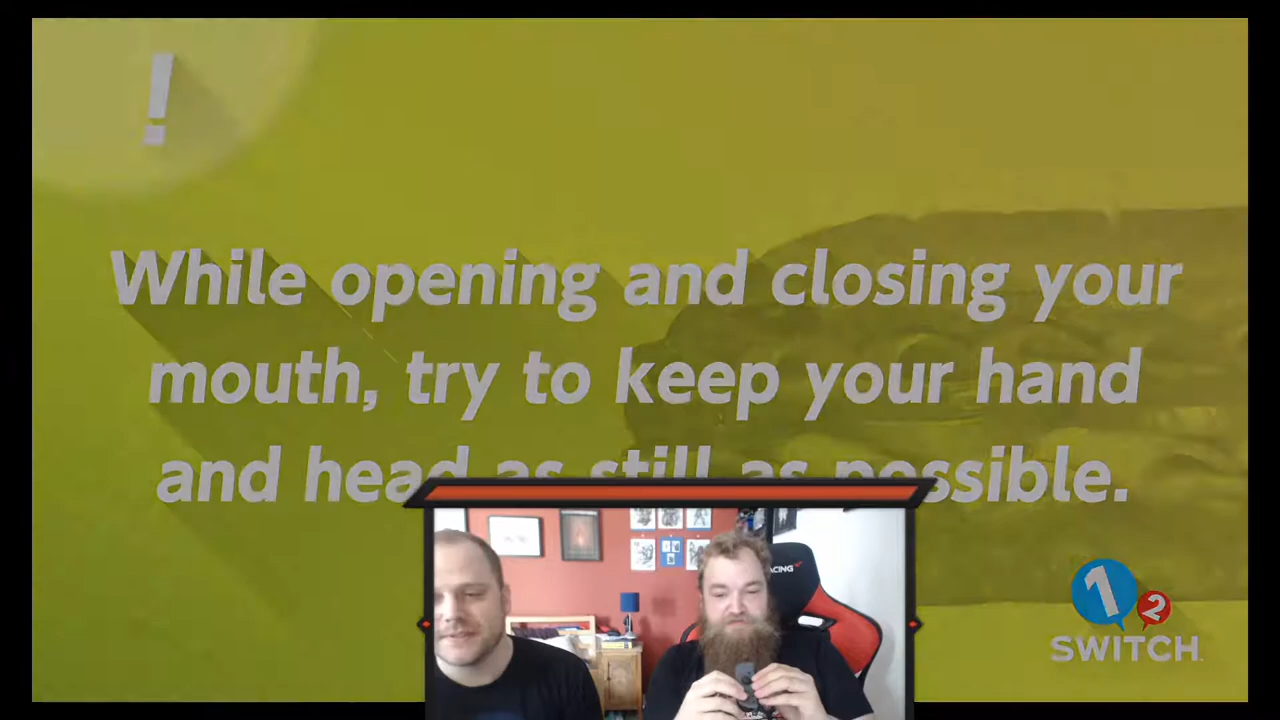 !
While opening and closing your
mouth, try to keep your hand
and head as still as possible.
ACING
1
2
SWITCH